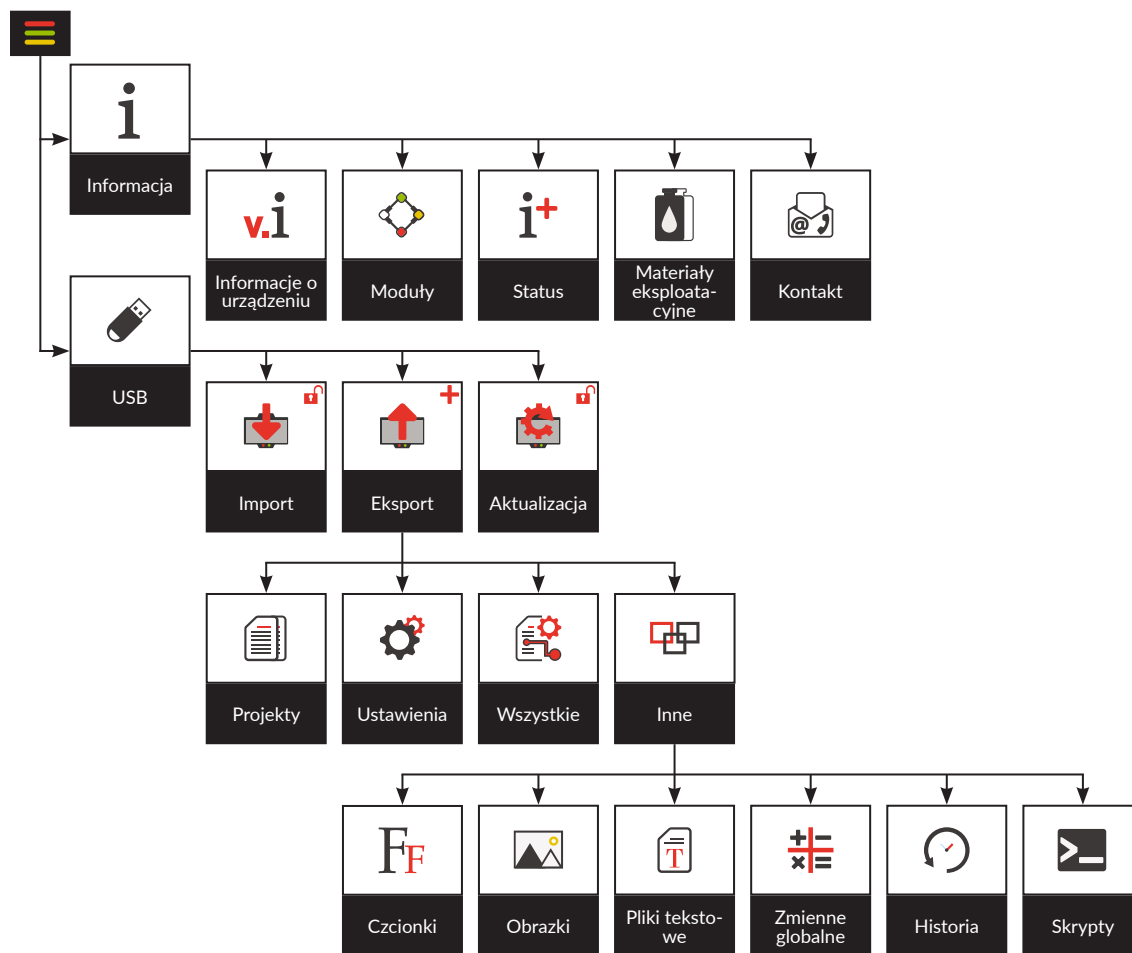 Informacja
Informacje o
urządzeniu
Moduły
Status
Materiały
eksploata-
cyjne
Kontakt
USB
Import
Eksport
Aktualizacja
Projekty
Ustawienia
Wszystkie
Inne
Czcionki
Obrazki
Pliki teksto-
we
Zmienne
globalne
Historia
Skrypty